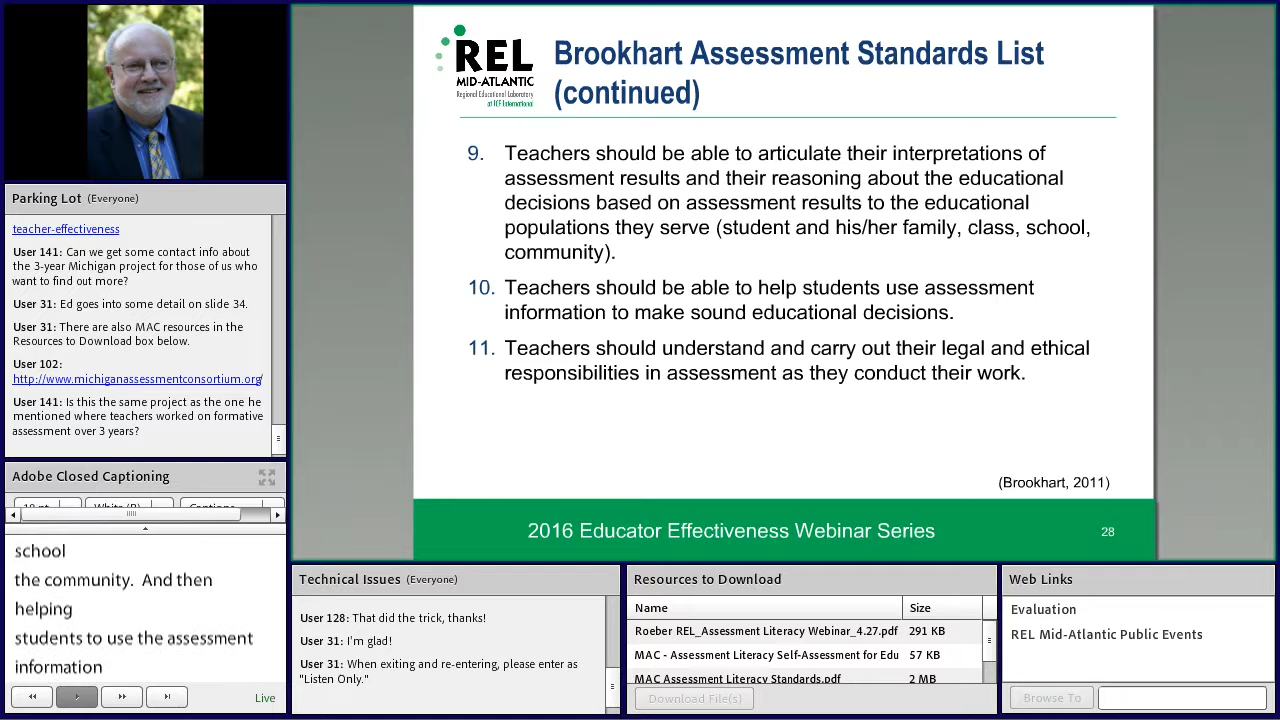 REL
MID-ATLANTIC
Regional Educational Laboratory
at ICF International
Brookhart Assessment Standards List
(continued)
9. Teachers should be able to articulate their interpretations of
assessment results and their reasoning about the educational
decisions based on assessment results to the educational
populations they serve (student and his/her family, class, school,
community).
10. Teachers should be able to help students use assessment
information to make sound educational decisions.
11. Teachers should understand and carry out their legal and ethical
responsibilities in assessment as they conduct their work.
(Brookhart, 2011)
2016 Educator Effectiveness Webinar Series
28
Parking Lot (Everyone)
teacher-effectiveness
User 141: Can we get some contact info about
the 3-year Michigan project for those of us who
want to find out more?
User 31: Ed goes into some detail on slide 34.
User 31: There are also MAC resources in the
Resources to Download box below.
User 102:
http://www.michiganassessmentconsortium.org/
User 141: Is this the same project as the one he
mentioned where teachers worked on formative
assessment over 3 years?
Adobe Closed Captioning
school
the community. And then
helping
students to use the assessment
information
Live
Technical Issues (Everyone)
User 128: That did the trick, thanks!
User 31: I'm glad!
User 31: When exiting and re-entering, please enter as
"Listen Only."
Resources to Download
Name Size
Roeber REL_Assessment Literacy Webinar_4.27.pdf 291 KB
MAC - Assessment Literacy Self-Assessment for Edu 57 KB
MAC Assessment Literacy Standards.pdf 2 MB
Download File(s)
Web Links
Evaluation
REL Mid-Atlantic Public Events
Browse To